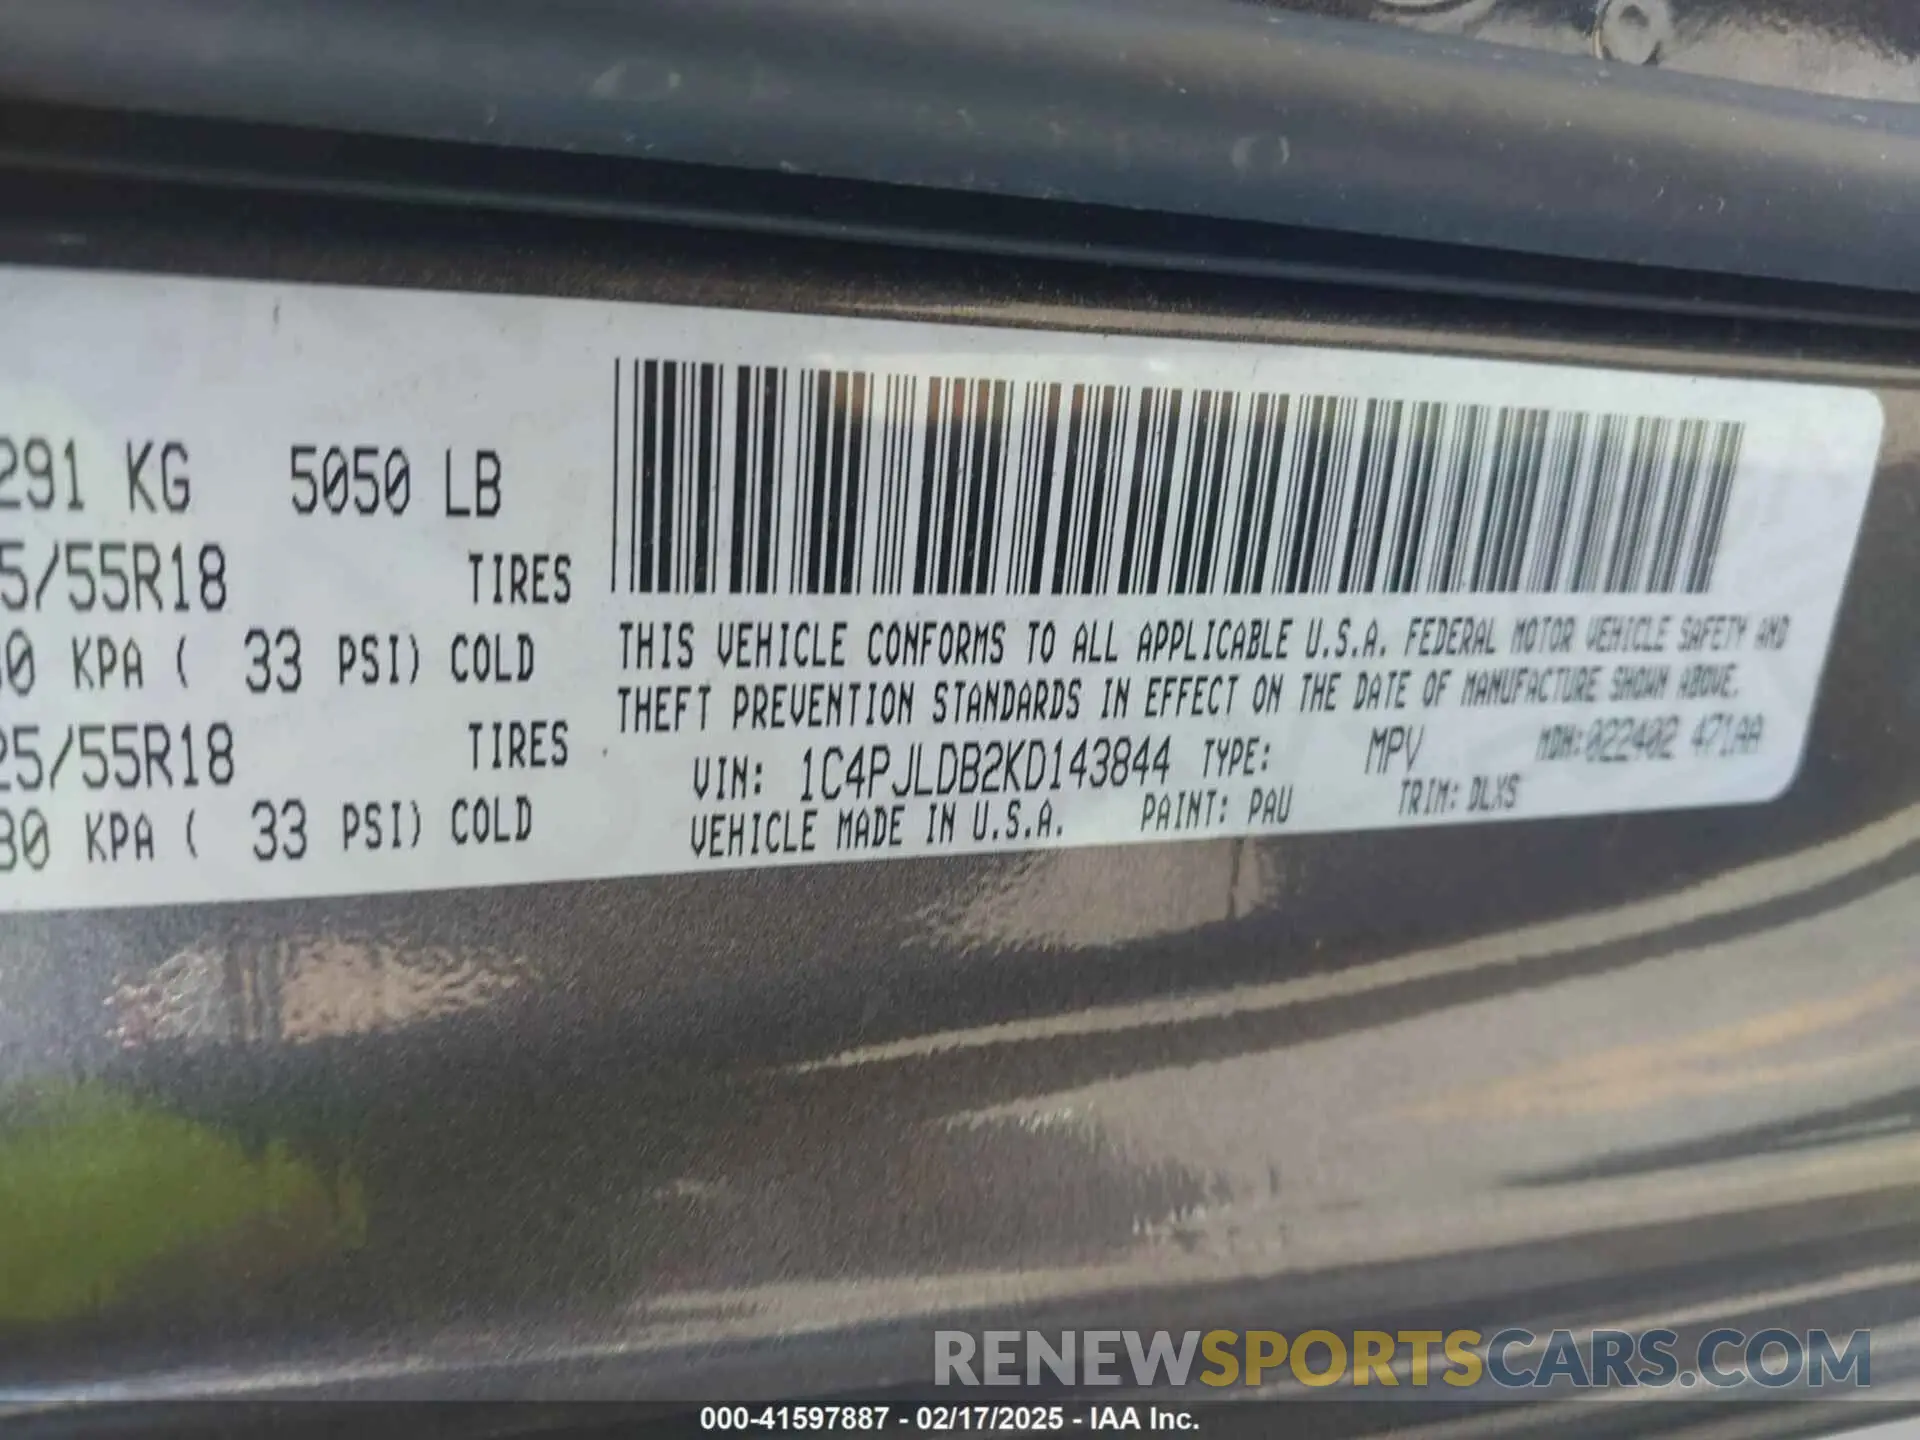 291 KG 5050 LB
5/55R18 TIRES
30 KPA ( 33 PSI) COLD
25/55R18 TIRES
30 KPA ( 33 PSI) COLD
THIS VEHICLE CONFORMS TO ALL APPLICABLE U.S.A. FEDERAL MOTOR VEHICLE SAFETY AND
THEFT PREVENTION STANDARDS IN EFFECT ON THE DATE OF MANUFACTURE SHOWN ABOVE.
VIN: 1C4PJLDB2KD143844 TYPE: MPV MDH:022402 471AA
VEHICLE MADE IN U.S.A. PAINT: PAU TRIM: DLXS
RENEWSPORTSCARS.COM
000-41597887 - 02/17/2025 - IAA Inc.